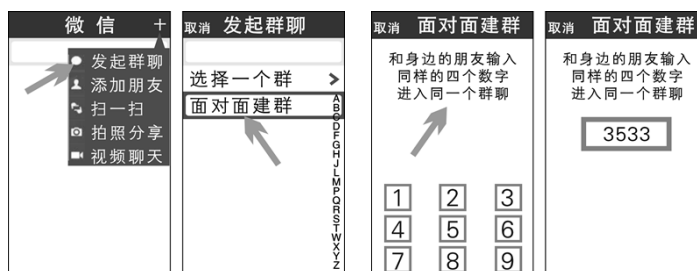 微信 +
发起群聊
添加朋友
扫一扫
拍照分享
视频聊天
取消 发起群聊
选择一个群 >
面对面建群
A
B
C
D
F
G
H
J
L
M
P
Q
R
S
T
W
X
Y
Z
取消 面对面建群
和身边的朋友输入
同样的四个数字
进入同一个群聊
1 2 3
4 5 6
7 8 9
取消 面对面建群
和身边的朋友输入
同样的四个数字
进入同一个群聊
3533